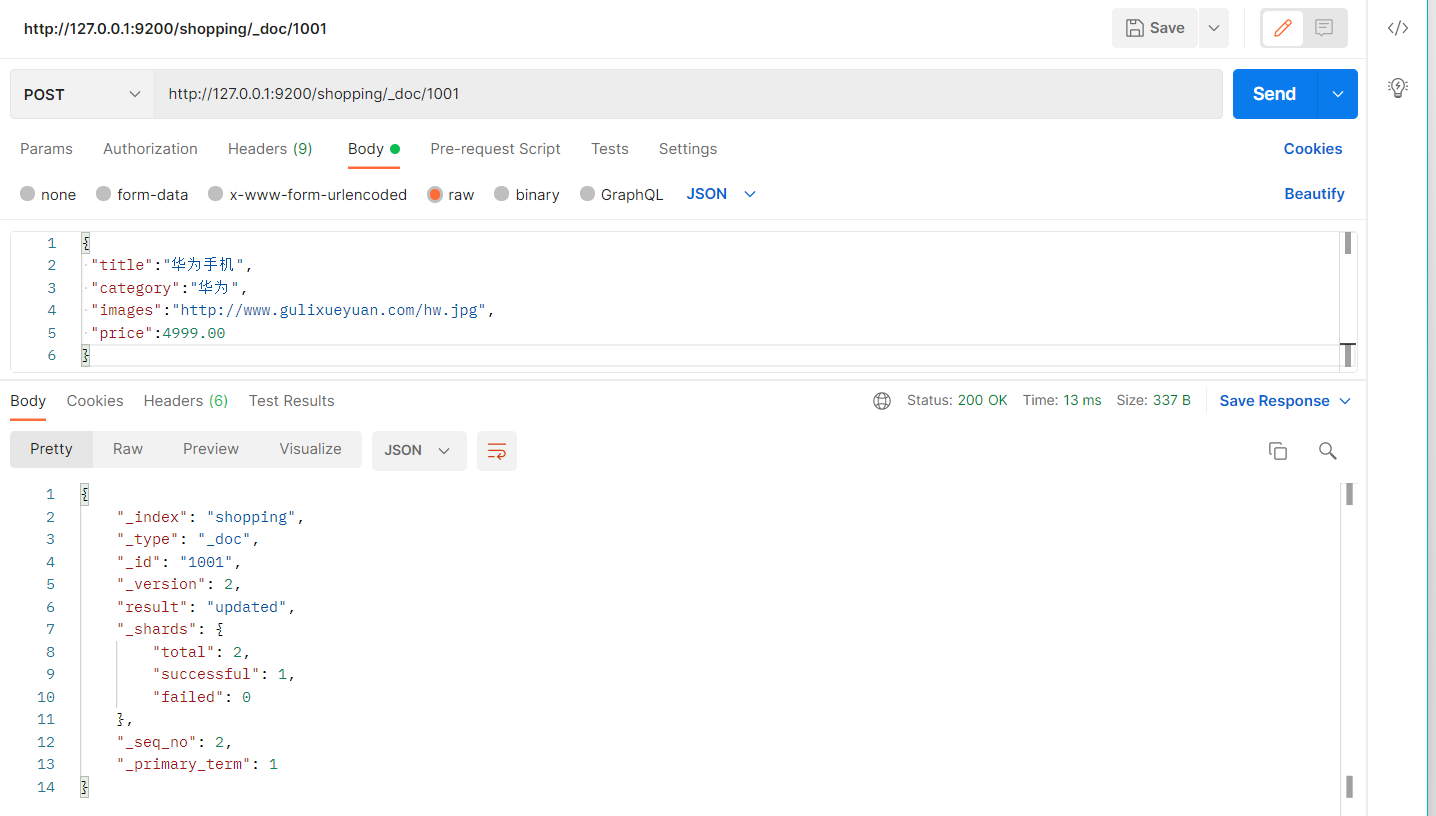 http://127.0.0.1:9200/shopping/_doc/1001
Save
POST
http://127.0.0.1:9200/shopping/_doc/1001
Send
Params Authorization Headers (9) Body Pre-request Script Tests Settings Cookies
none form-data x-www-form-urlencoded raw binary GraphQL JSON Beautify
1 {
2 "title":"华为手机",
3 "category":"华为",
4 "images":"http://www.gulixueyuan.com/hw.jpg",
5 "price":4999.00
6 }
Body Cookies Headers (6) Test Results Status: 200 OK Time: 13 ms Size: 337 B Save Response
Pretty Raw Preview Visualize JSON
1 {
2 "_index": "shopping",
3 "_type": "_doc",
4 "_id": "1001",
5 "_version": 2,
6 "result": "updated",
7 "_shards": {
8 "total": 2,
9 "successful": 1,
10 "failed": 0
11 },
12 "_seq_no": 2,
13 "_primary_term": 1
14 }